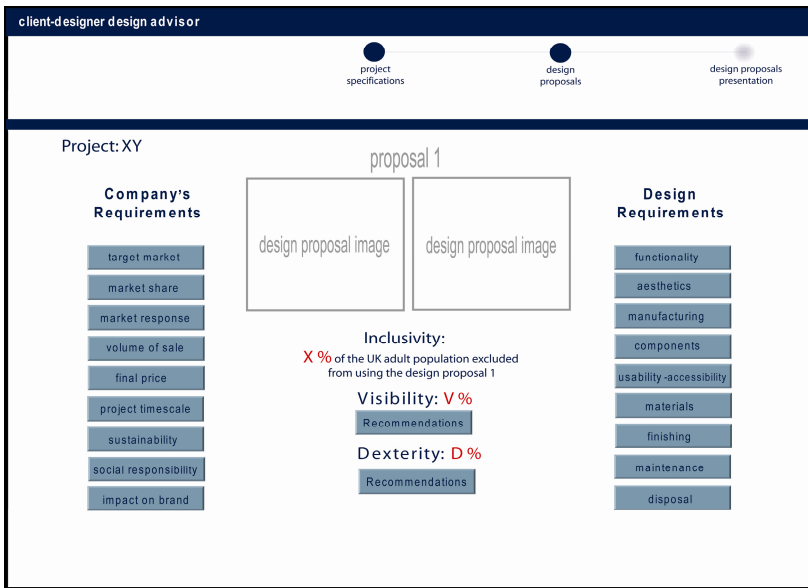 client-designer design advisor
project
specifications
design
proposals
design proposals
presentation
Project: XY
proposal 1
Company's
Requirements
target market
market share
market response
volume of sale
final price
project timescale
sustainability
social responsibility
impact on brand
design proposal image
design proposal image
Inclusivity:
X % of the UK adult population excluded
from using the design proposal 1
Visibility: V %
Recommendations
Dexterity: D %
Recommendations
Design
Requirements
functionality
aesthetics
manufacturing
components
usability -accessibility
materials
finishing
maintenance
disposal